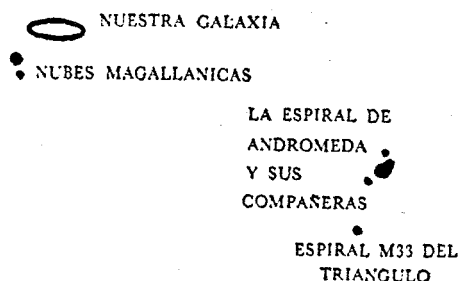 NUESTRA GALAXIA
NUBES MAGALLANICAS
LA ESPIRAL DE
ANDROMEDA
Y SUS
COMPAÑERAS
ESPIRAL M33 DEL
TRIANGULO